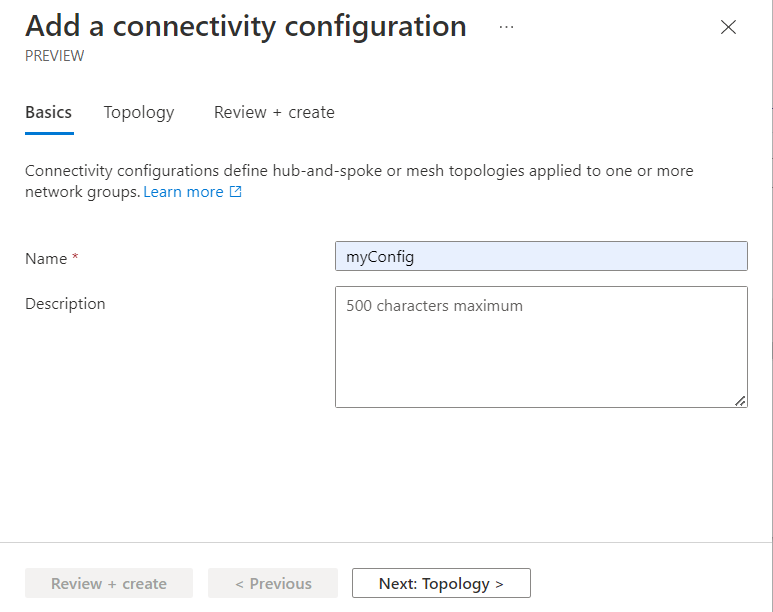 Add a connectivity configuration ...
PREVIEW
Basics Topology Review + create
Connectivity configurations define hub-and-spoke or mesh topologies applied to one or more
network groups. Learn more
Name * myConfig
Description 500 characters maximum
Review + create < Previous Next: Topology >